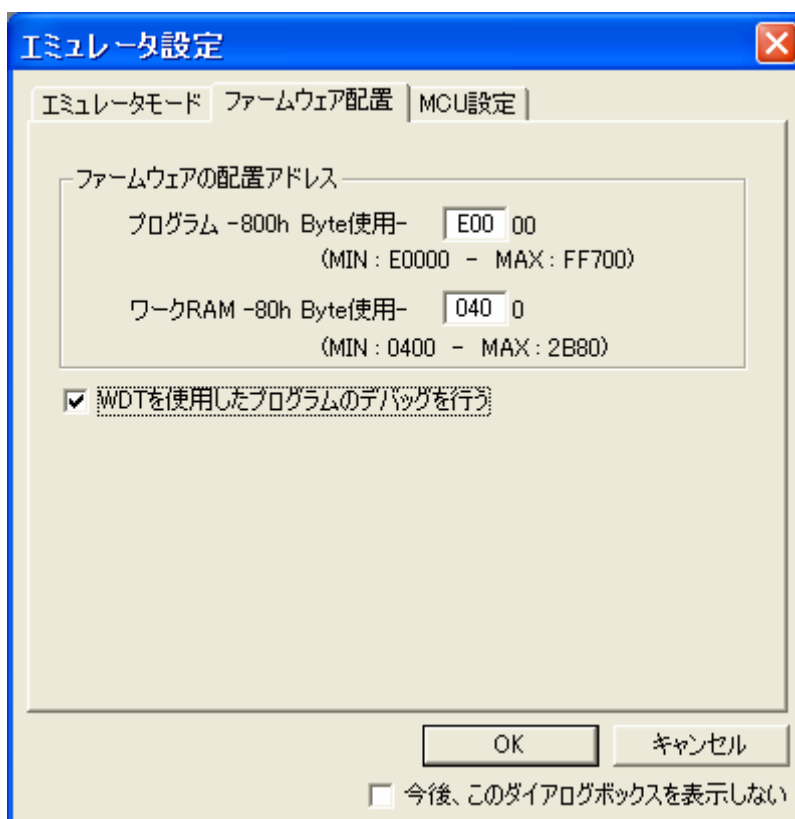 エミュレータ設定
エミュレータモード ファームウェア配置 MCU設定
ファームウェアの配置アドレス
プログラム -800h Byte使用- E00 00
(MIN : E0000 - MAX : FF700)
ワークRAM -80h Byte使用- 040 0
(MIN : 0400 - MAX : 2B80)
WDTを使用したプログラムのデバッグを行う
OK キャンセル
今後、このダイアログボックスを表示しない